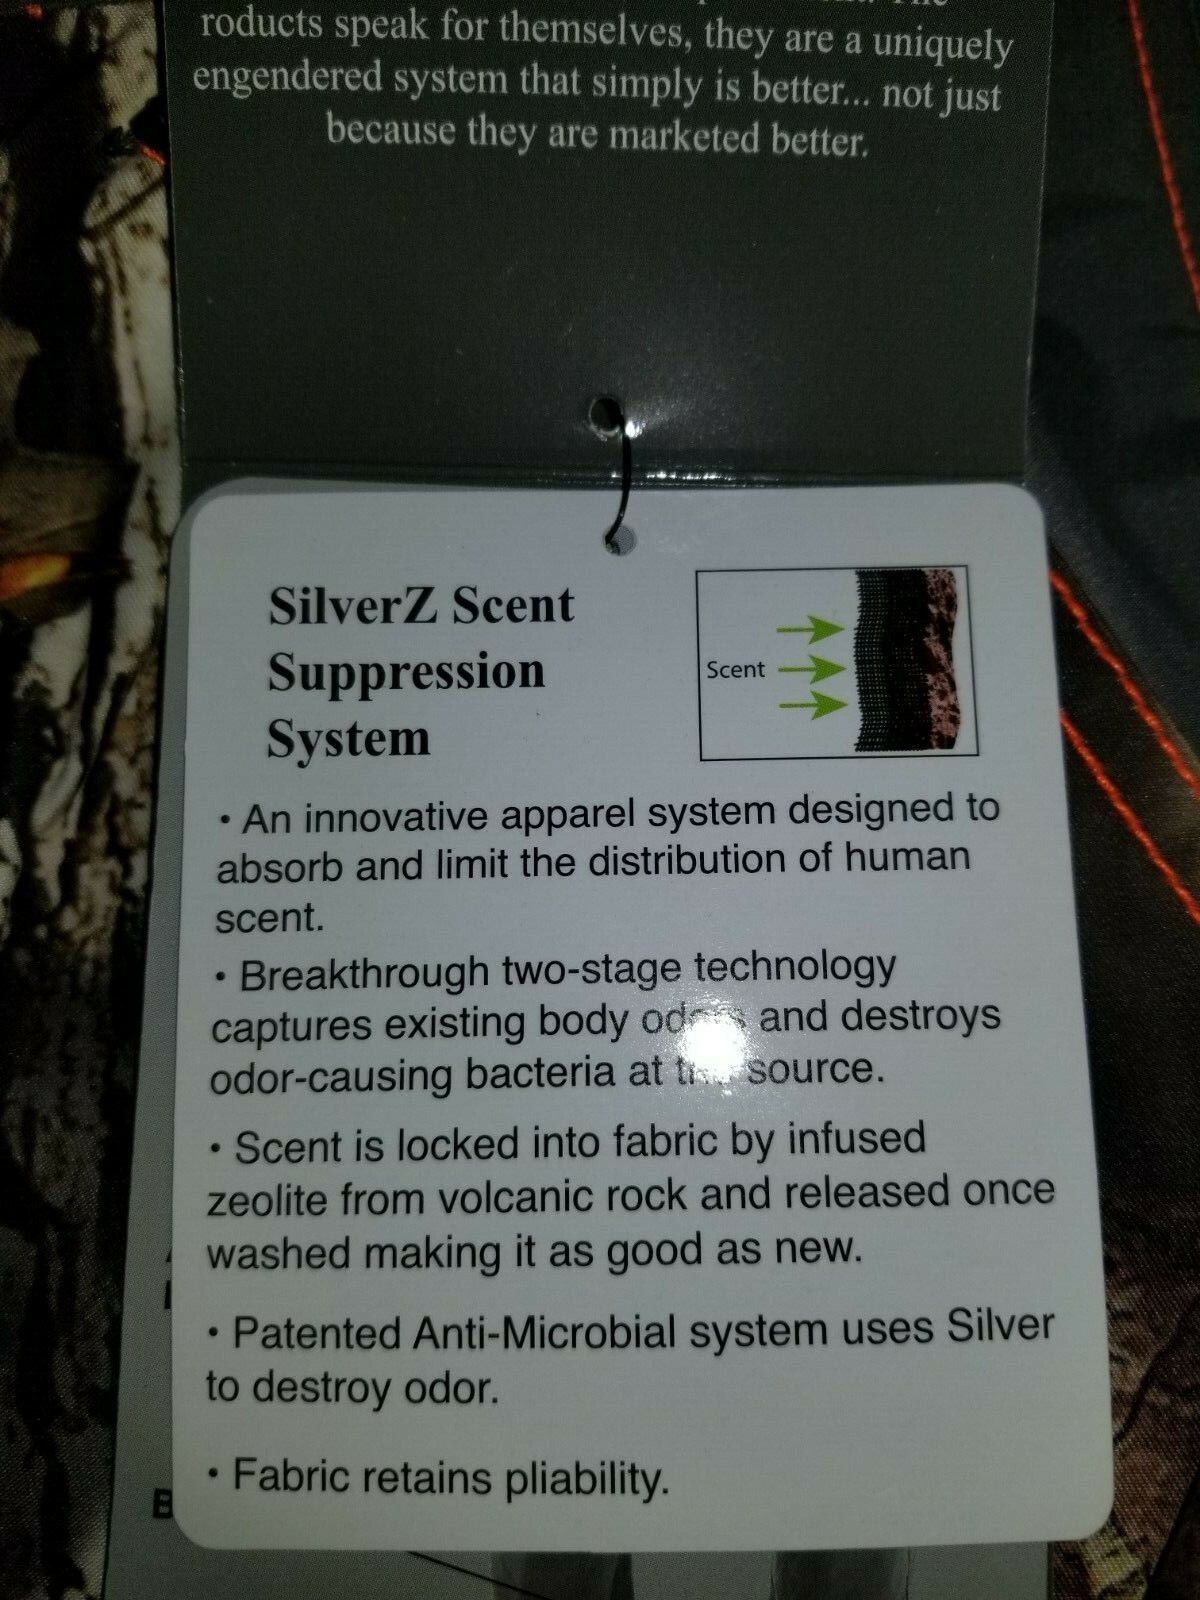 roducts speak for themselves, they are a uniquely
engendered system that simply is better... not just
because they are marketed better.
SilverZ Scent
Suppression
System
Scent
• An innovative apparel system designed to
absorb and limit the distribution of human
scent.
• Breakthrough two-stage technology
captures existing body odors and destroys
odor-causing bacteria at the source.
• Scent is locked into fabric by infused
zeolite from volcanic rock and released once
washed making it as good as new.
• Patented Anti-Microbial system uses Silver
to destroy odor.
• Fabric retains pliability.
B